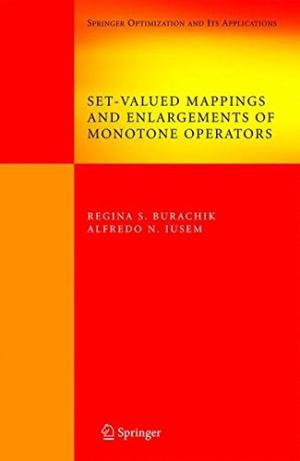 SPRINGER OPTIMIZATION AND ITS APPLICATIONS
SET-VALUED MAPPINGS
AND ENLARGEMENTS OF
MONOTONE OPERATORS
REGINA S. BURACHIK
ALFREDO N. IUSEM
Springer